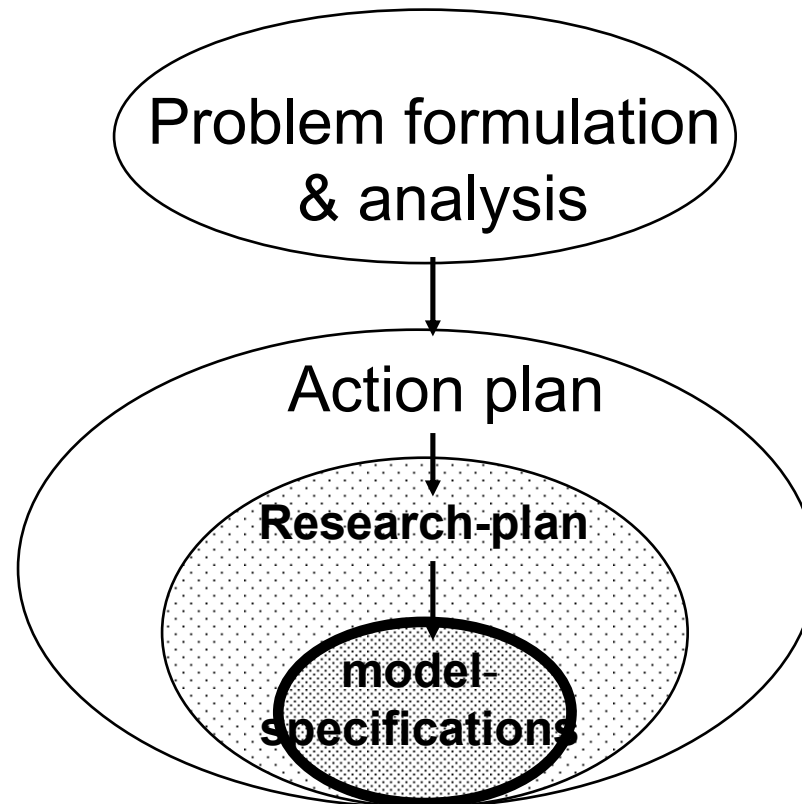 Problem formulation
& analysis
Action plan
Research-plan
model-
specifications